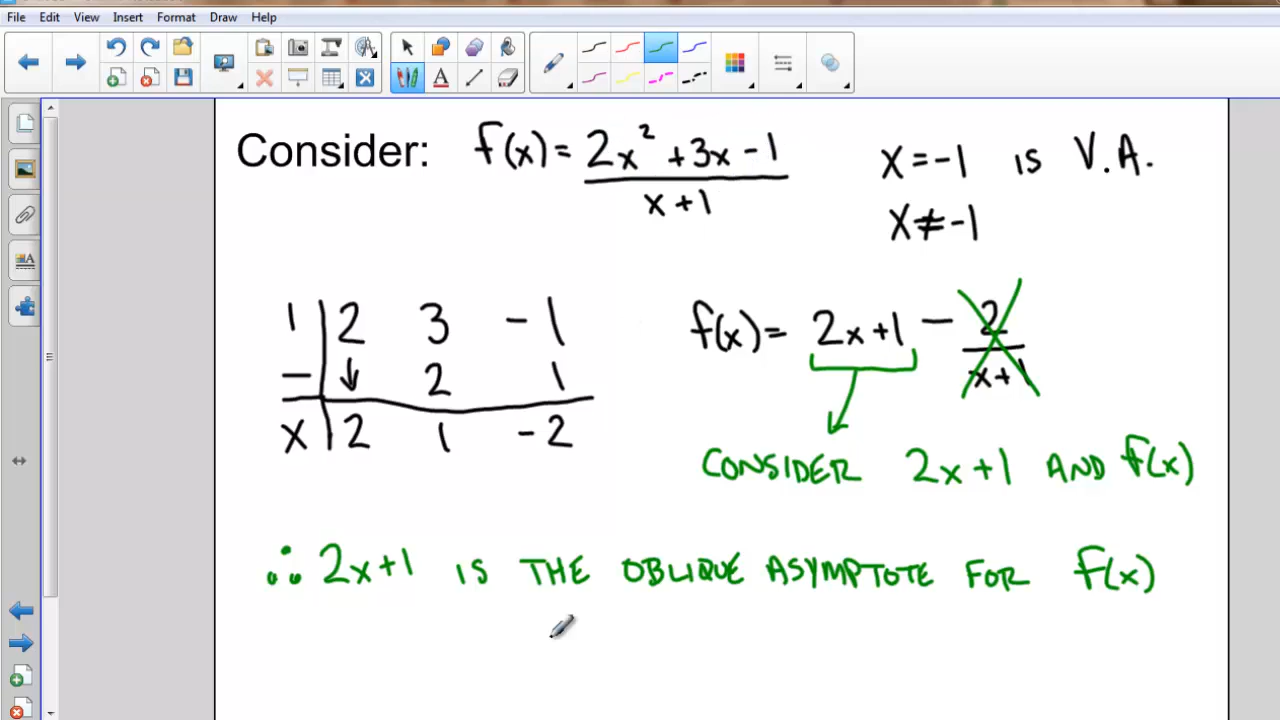 File Edit View Insert Format Draw Help
Consider: f(x) = 2x² + 3x - 1
x + 1
x = -1 is V.A.
x ≠ -1
1 | 2 3 -1
- | ↓ 2 1
x | 2 1 -2
f(x) = 2x + 1 - 2
x + 1
CONSIDER 2x + 1 AND f(x)
∴ 2x + 1 IS THE OBLIQUE ASYMPTOTE FOR f(x)